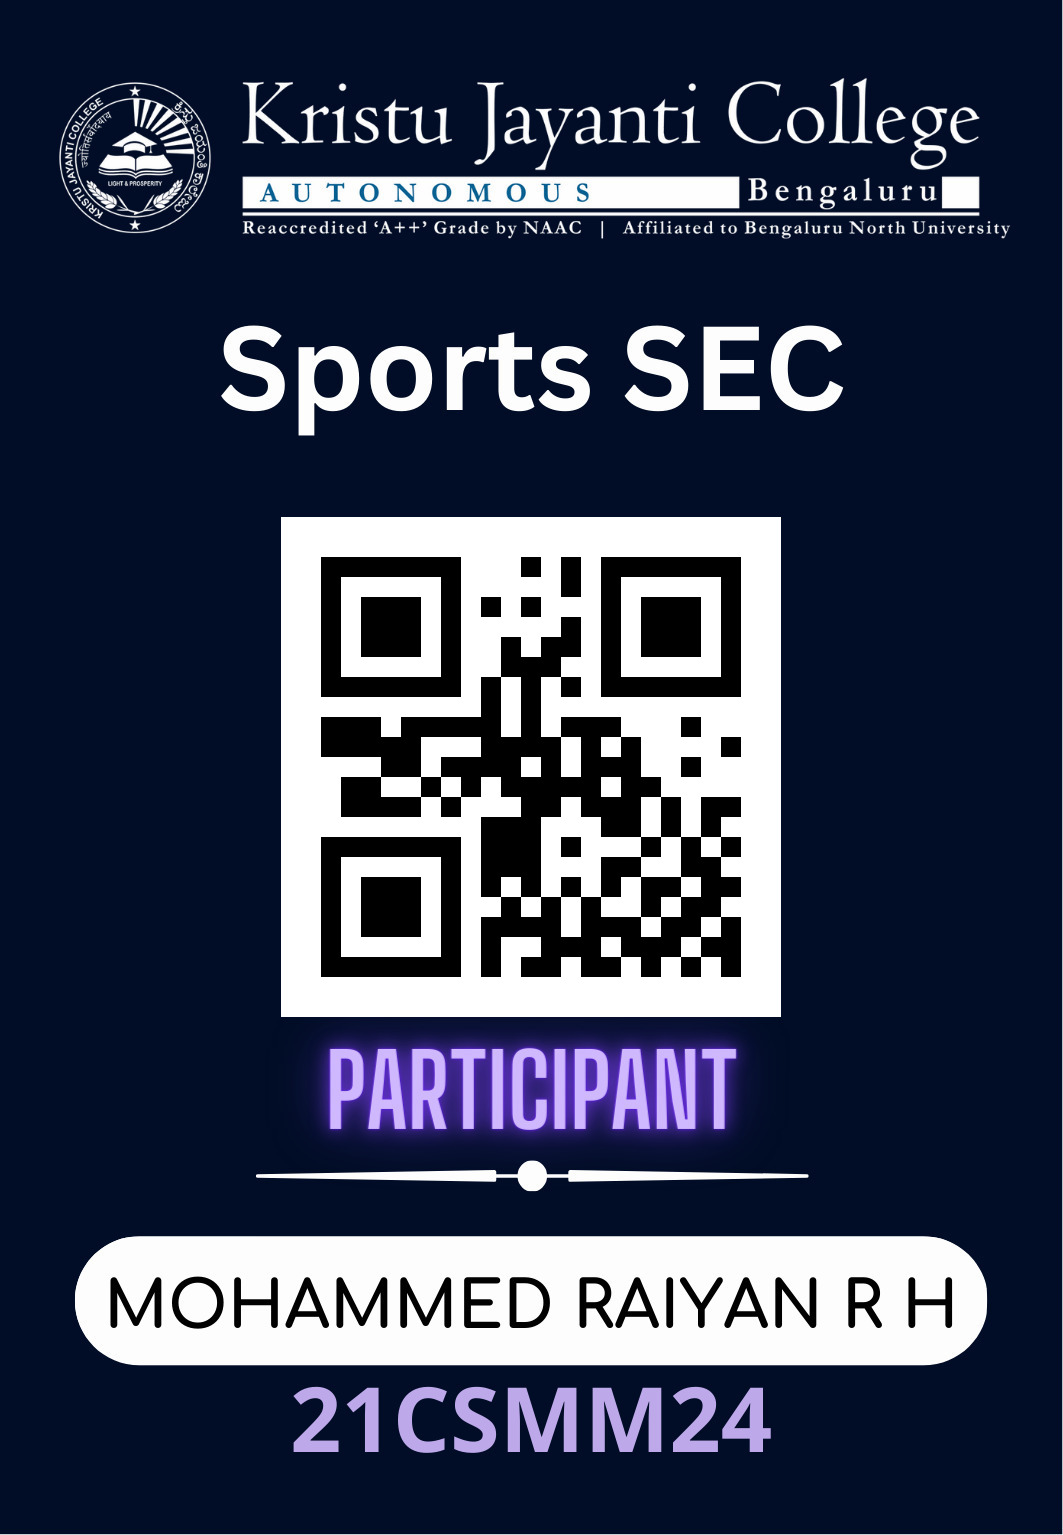 KRISTU JAYANTI COLLEGE
ಕ್ರಿಸ್ತು ಜಯಂತಿ ಕಾಲೇಜು
LIGHT & PROSPERITY
Kristu Jayanti College
AUTONOMOUS Bengaluru
Reaccredited ‘A++’ Grade by NAAC | Affiliated to Bengaluru North University
Sports SEC
PARTICIPANT
MOHAMMED RAIYAN R H
21CSMM24